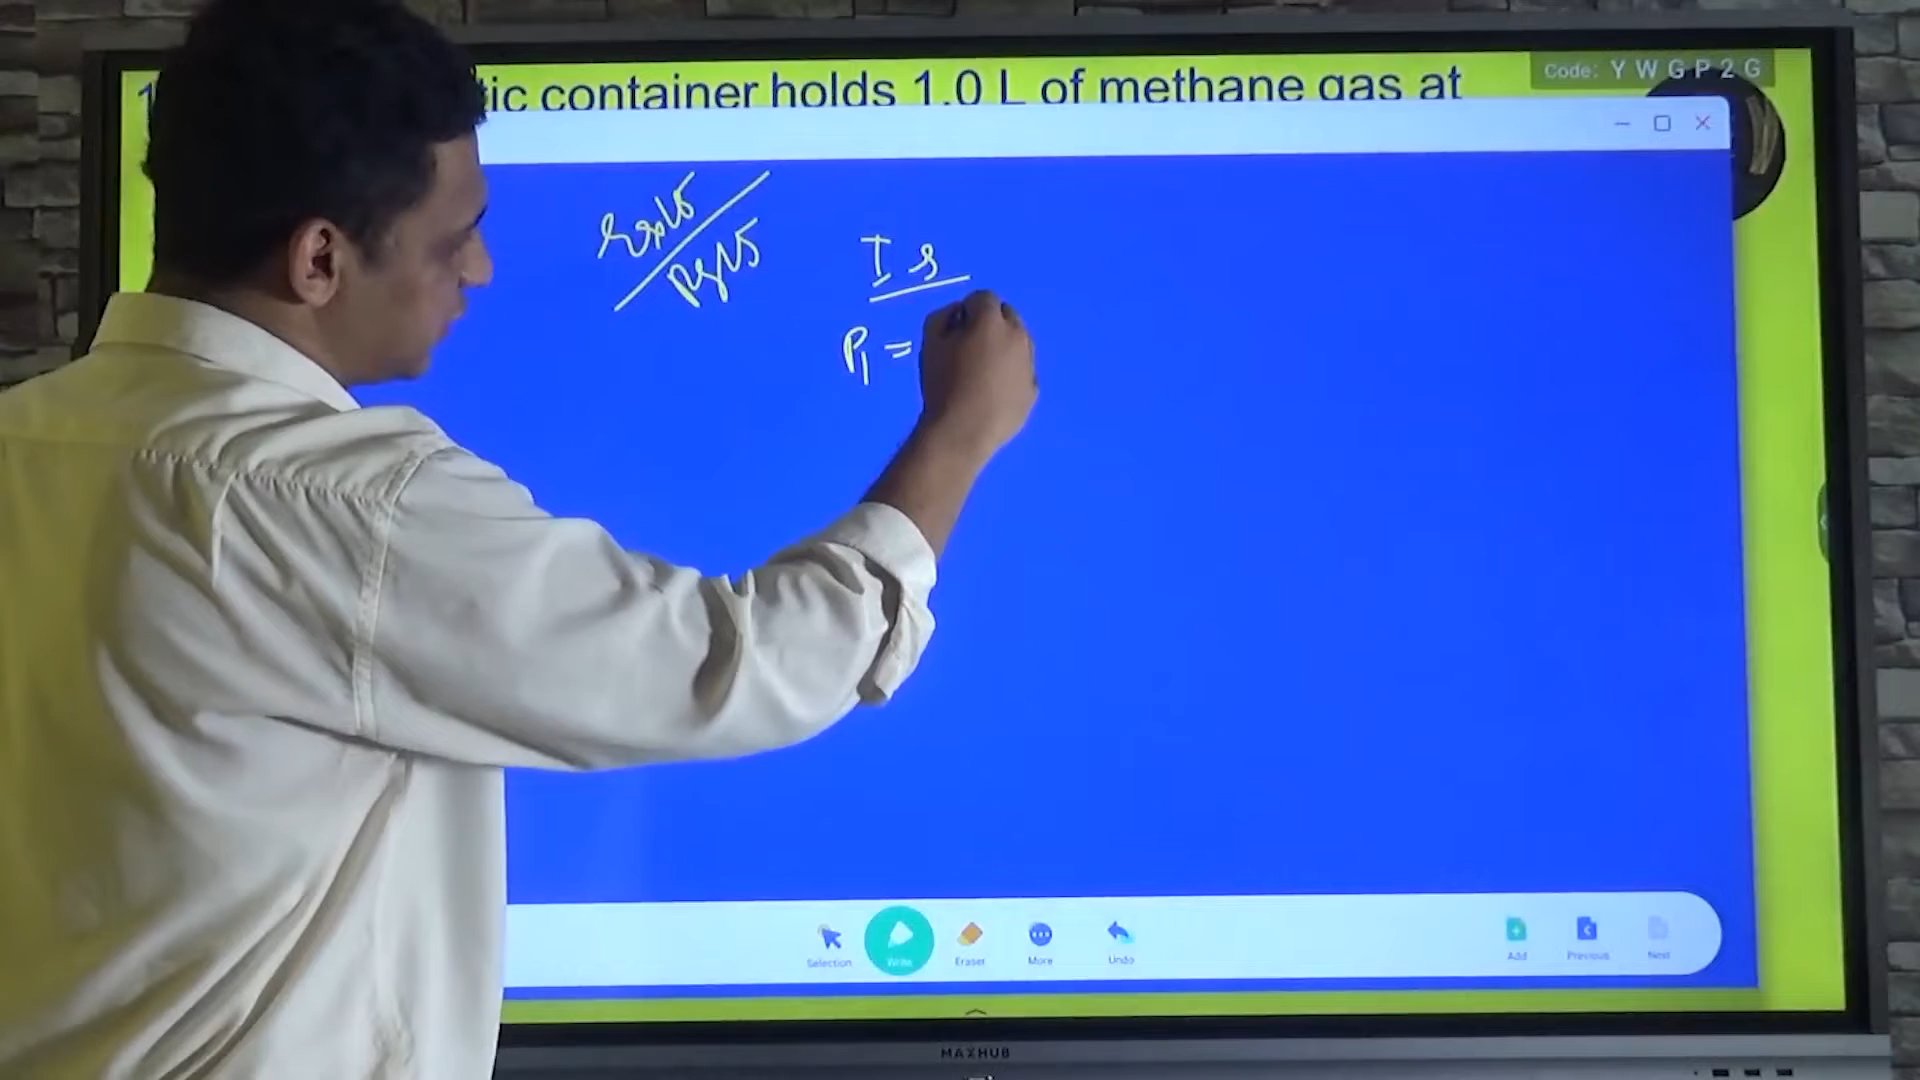 1
tic container holds 1.0 L of methane gas at
Code: Y W G P 2 G
I
P₁ =
Selection
Write
Eraser
More
Undo
Add
Previous
Next
MAXHUB